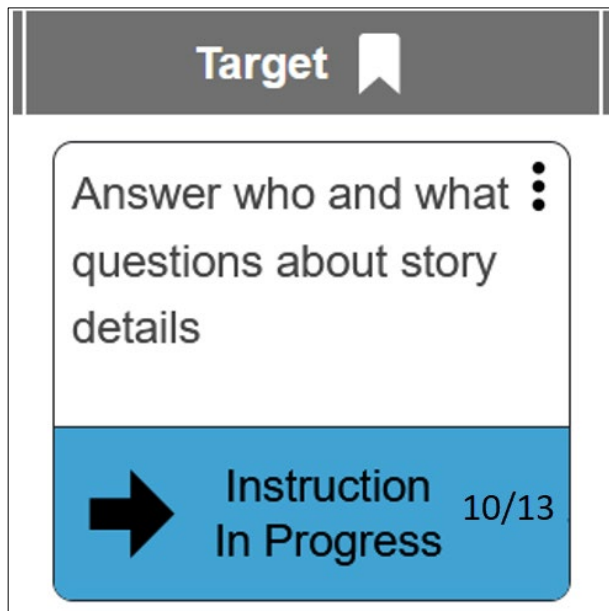 Target
Answer who and what
questions about story
details
Instruction
In Progress
10/13